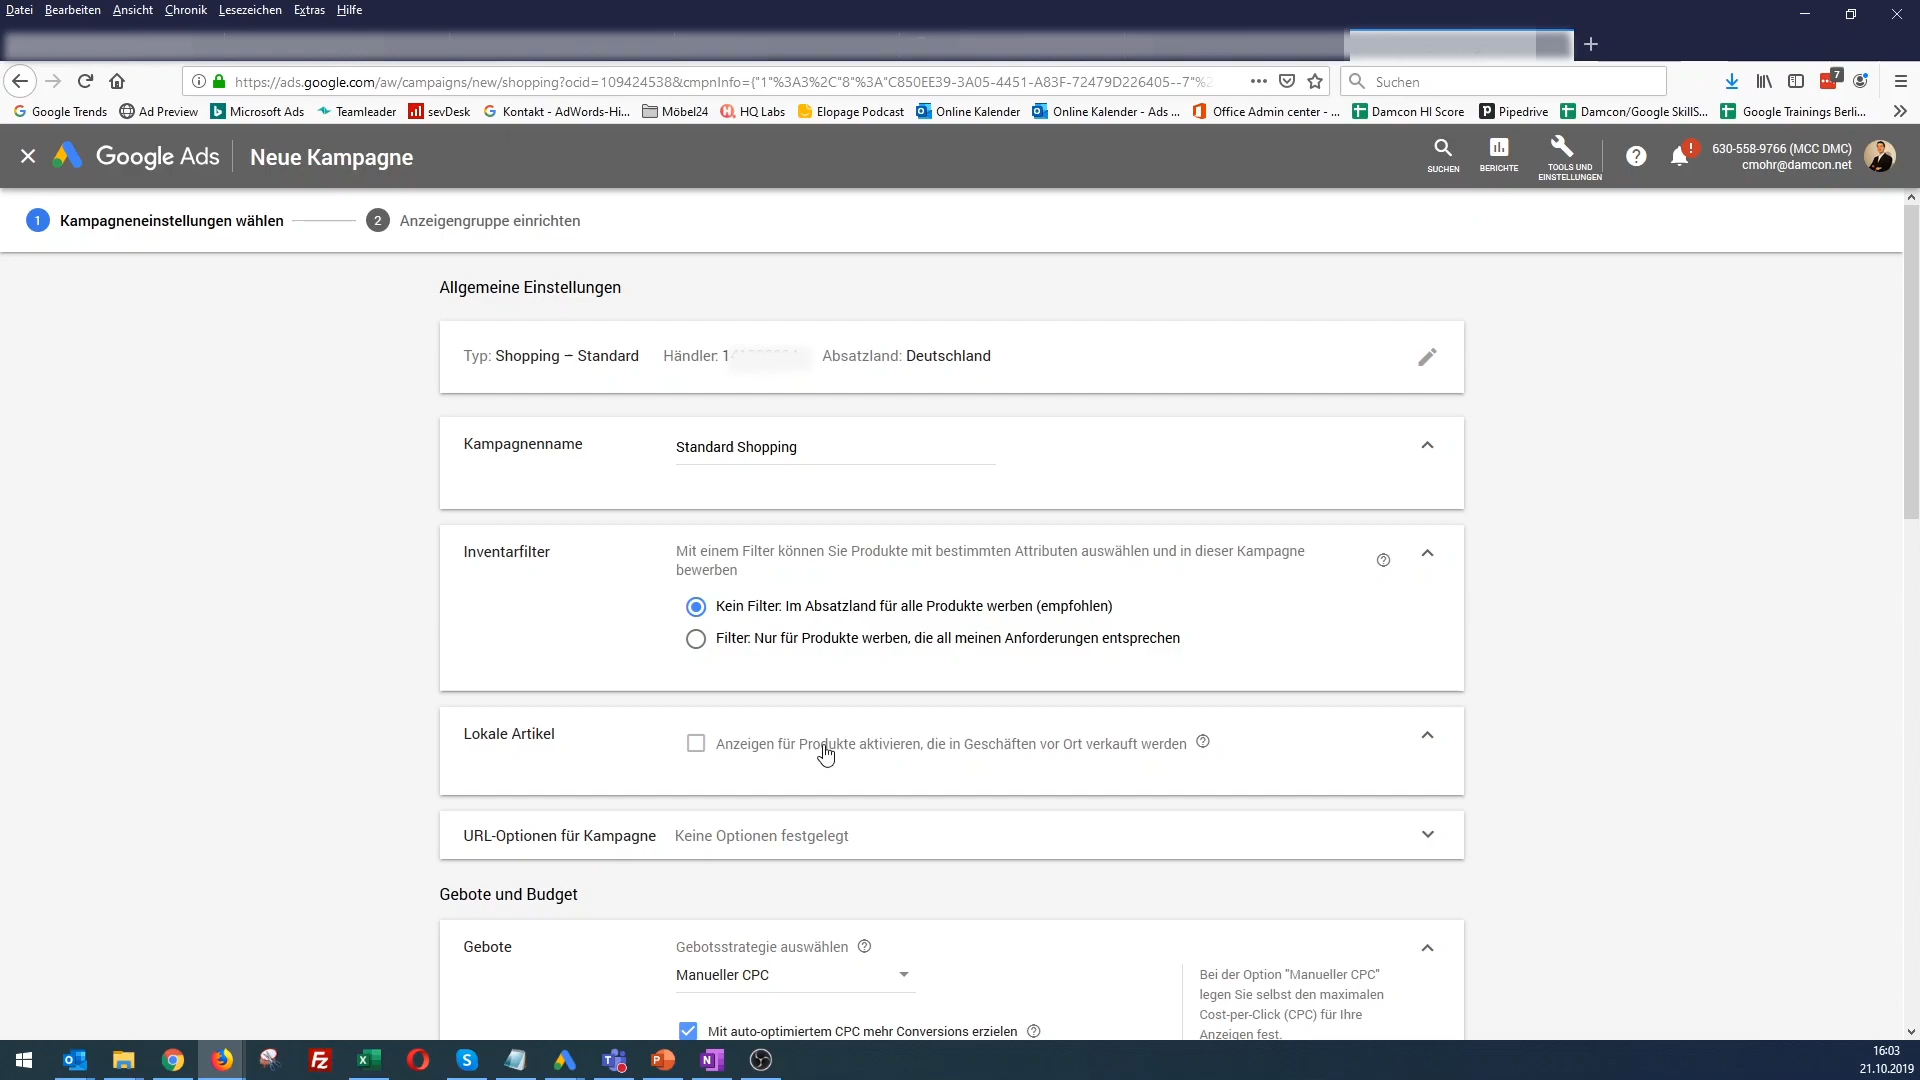 Datei Bearbeiten Ansicht Chronik Lesezeichen Extras Hilfe
https://ads.google.com/aw/campaigns/new/shopping?ocid=109424538&cmpnInfo={"1"%3A3%2C"8"%3A"C850EE39-3A05-4451-A83F-72479D226405--7"%2
Suchen
7
Google Trends Ad Preview Microsoft Ads Teamleader sevDesk Kontakt - AdWords-Hi... Möbel24 HQ Labs Elopage Podcast Online Kalender Online Kalender - Ads ... Office Admin center - ... Damcon HI Score Pipedrive Damcon/Google SkillS... Google Trainings Berli...
Google Ads Neue Kampagne
SUCHEN
BERICHTE
TOOLS UND
EINSTELLUNGEN
630-558-9766 (MCC DMC)
cmohr@damcon.net
1 Kampagneneinstellungen wählen 2 Anzeigengruppe einrichten
Allgemeine Einstellungen
Typ: Shopping – Standard Händler: 1 Absatzland: Deutschland
Kampagnenname Standard Shopping
Inventarfilter Mit einem Filter können Sie Produkte mit bestimmten Attributen auswählen und in dieser Kampagne
bewerben
Kein Filter: Im Absatzland für alle Produkte werben (empfohlen)
Filter: Nur für Produkte werben, die all meinen Anforderungen entsprechen
Lokale Artikel Anzeigen für Produkte aktivieren, die in Geschäften vor Ort verkauft werden
URL-Optionen für Kampagne Keine Optionen festgelegt
Gebote und Budget
Gebote Gebotsstrategie auswählen
Manueller CPC
Mit auto-optimiertem CPC mehr Conversions erzielen
Bei der Option "Manueller CPC"
legen Sie selbst den maximalen
Cost-per-Click (CPC) für Ihre
Anzeigen fest.
16:03
21.10.2019